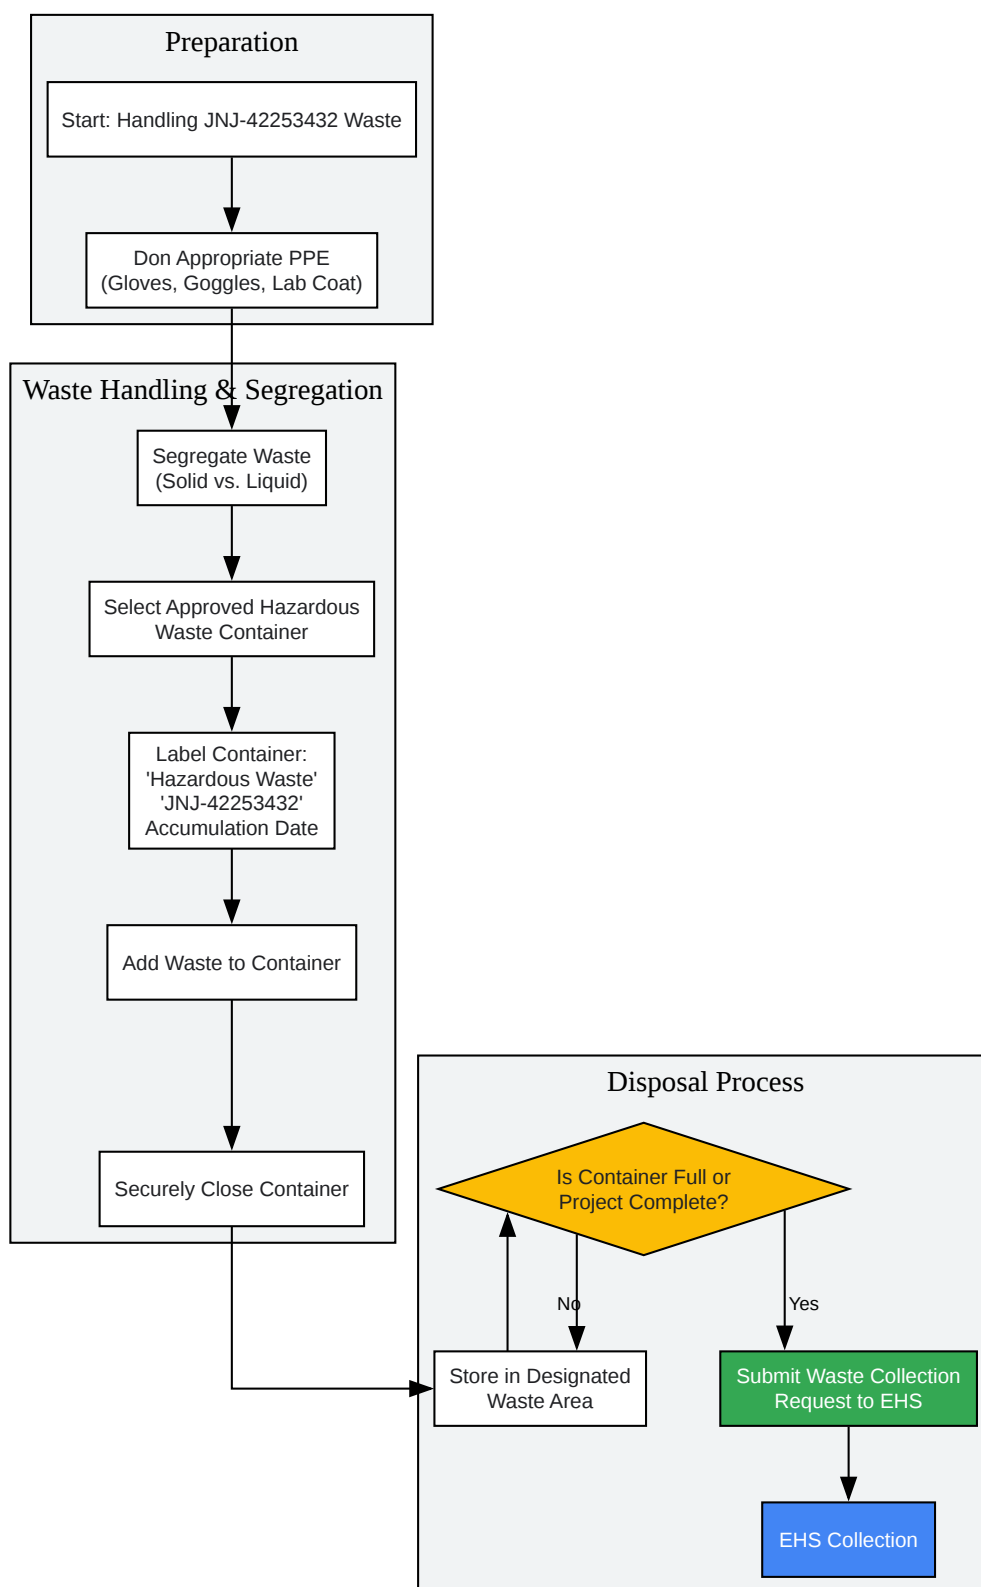 Preparation
Start: Handling JNJ-42253432 Waste
Don Appropriate PPE
(Gloves, Goggles, Lab Coat)
Waste Handling & Segregation
Segregate Waste
(Solid vs. Liquid)
Select Approved Hazardous
Waste Container
Label Container:
'Hazardous Waste'
'JNJ-42253432'
Accumulation Date
Add Waste to Container
Securely Close Container
Disposal Process
Is Container Full or
Project Complete?
No
Yes
Store in Designated
Waste Area
Submit Waste Collection
Request to EHS
EHS Collection